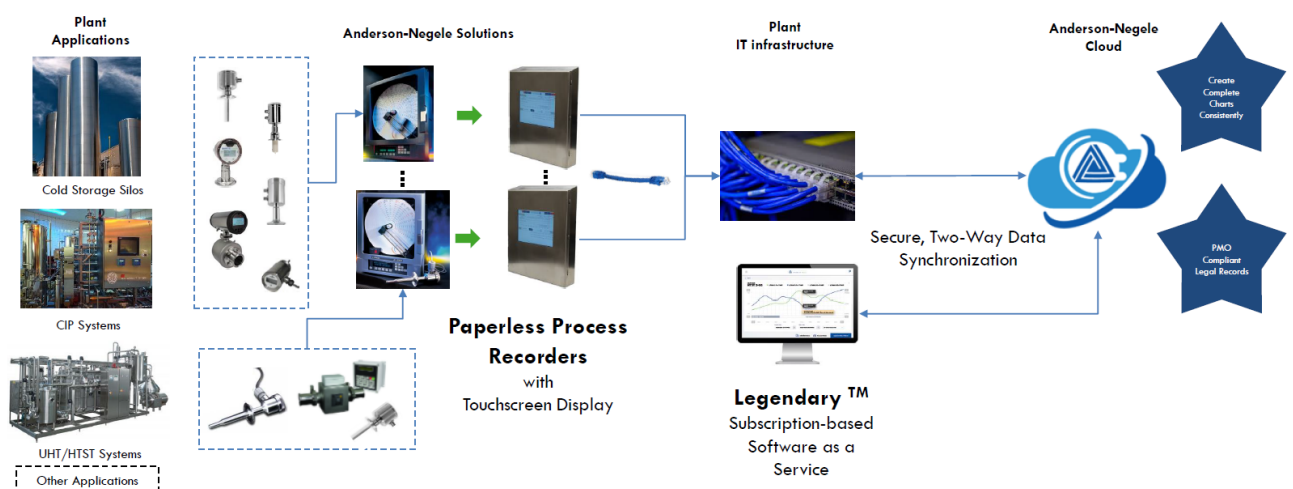 Plant
Applications
Anderson-Negele Solutions
Plant
IT infrastructure
Anderson-Negele
Cloud
Create
Complete
Charts
Consistently
Cold Storage Silos
PMO
Compliant
Legal Records
Secure, Two-Way Data
Synchronization
CIP Systems
Paperless Process
Recorders
with
Touchscreen Display
Legendary TM
Subscription-based
Software as a
Service
UHT/HTST Systems
Other Applications